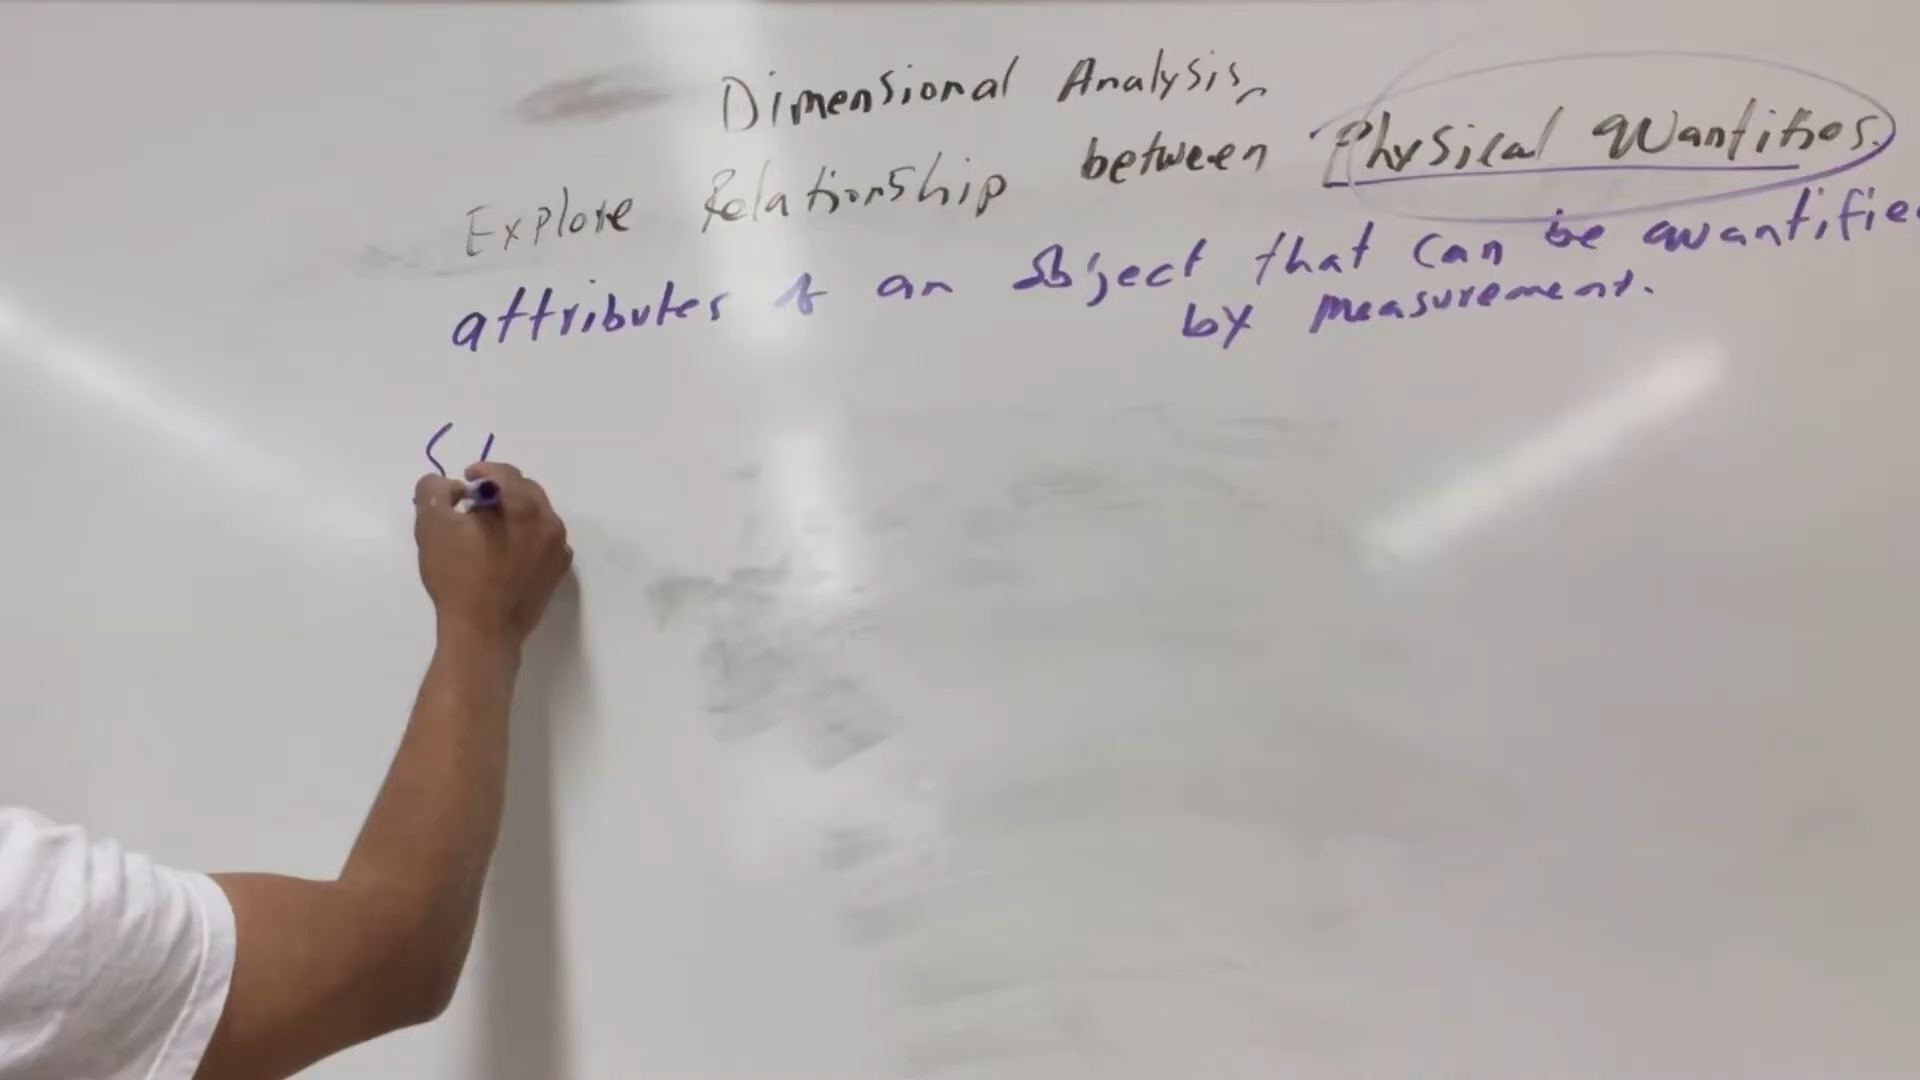 Dimensional Analysis
Explore Relationship between Physical quantities.
attributes of an object that can be quantified
by measurement.